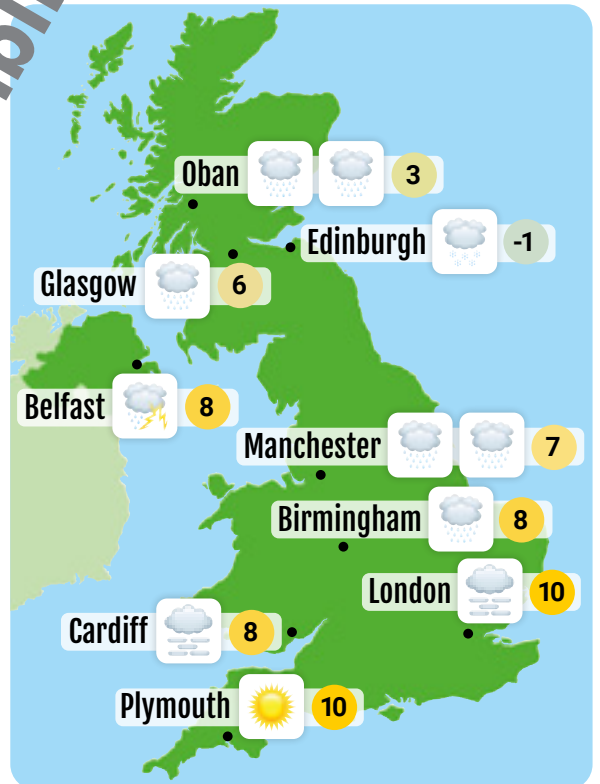 Oban 3
Edinburgh -1
Glasgow 6
Belfast 8
Manchester 7
Birmingham 8
London 10
Cardiff 8
Plymouth 10